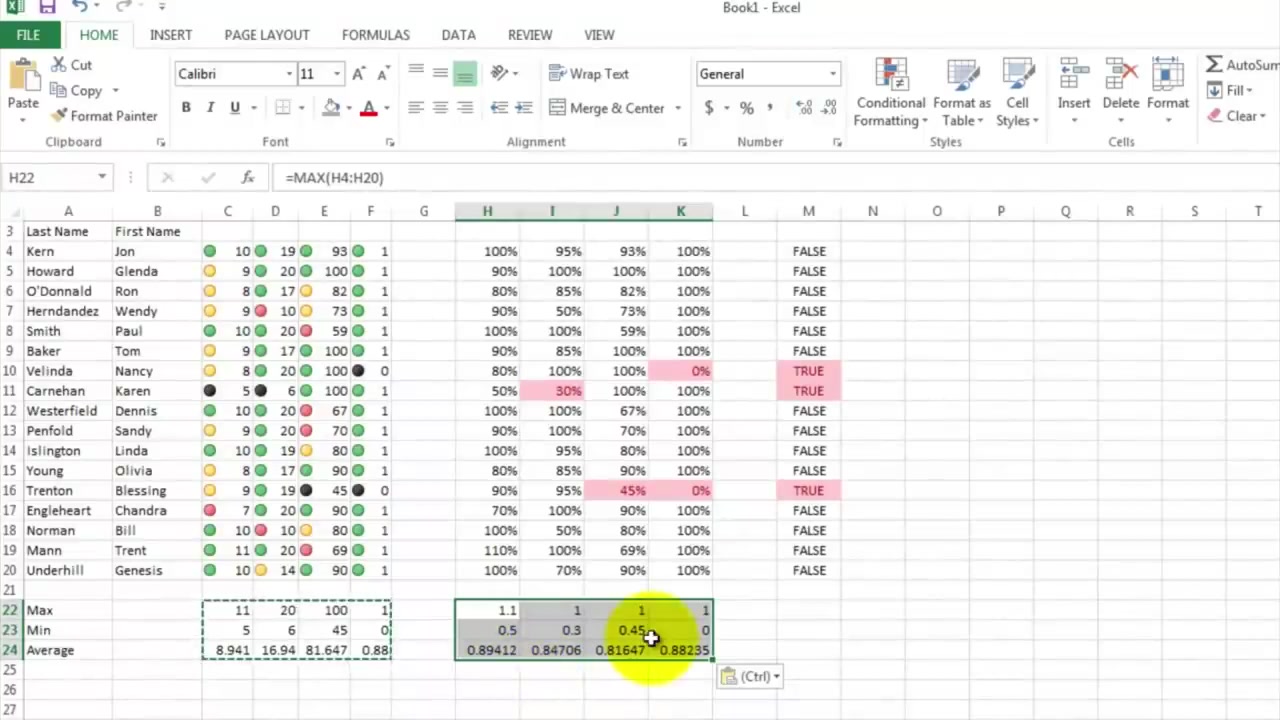 Book1 - Excel
FILE HOME INSERT PAGE LAYOUT FORMULAS DATA REVIEW VIEW
Paste
Cut
Copy
Format Painter
Clipboard
Calibri 11
B I U
Font
Wrap Text
Merge & Center
Alignment
General
$ % ,
Number
Conditional Formatting
Format as Table
Cell Styles
Styles
Insert Delete Format
Cells
AutoSum
Fill
Clear
H22 fx =MAX(H4:H20)
A B C D E F G H I J K L M N O P Q R S T
3 Last Name First Name
4 Kern Jon 10 19 93 1 100% 95% 93% 100% FALSE
5 Howard Glenda 9 20 100 1 90% 100% 100% 100% FALSE
6 O'Donnald Ron 8 17 82 1 80% 85% 82% 100% FALSE
7 Herndandez Wendy 9 10 73 1 90% 50% 73% 100% FALSE
8 Smith Paul 10 20 59 1 100% 100% 59% 100% FALSE
9 Baker Tom 9 17 100 1 90% 85% 100% 100% FALSE
10 Velinda Nancy 8 20 100 0 80% 100% 100% 0% TRUE
11 Carnehan Karen 5 6 100 1 50% 30% 100% 100% TRUE
12 Westerfield Dennis 10 20 67 1 100% 100% 67% 100% FALSE
13 Penfold Sandy 9 20 70 1 90% 100% 70% 100% FALSE
14 Islington Linda 10 19 80 1 100% 95% 80% 100% FALSE
15 Young Olivia 8 17 90 1 80% 85% 90% 100% FALSE
16 Trenton Blessing 9 19 45 0 90% 95% 45% 0% TRUE
17 Engleheart Chandra 7 20 90 1 70% 100% 90% 100% FALSE
18 Norman Bill 10 10 80 1 100% 50% 80% 100% FALSE
19 Mann Trent 11 20 69 1 110% 100% 69% 100% FALSE
20 Underhill Genesis 10 14 90 1 100% 70% 90% 100% FALSE
21
22 Max 11 20 100 1 1.1 1 1 1
23 Min 5 6 45 0 0.5 0.3 0.45 0
24 Average 8.941 16.94 81.647 0.88 0.89412 0.84706 0.81647 0.88235
25
(Ctrl)
26
27